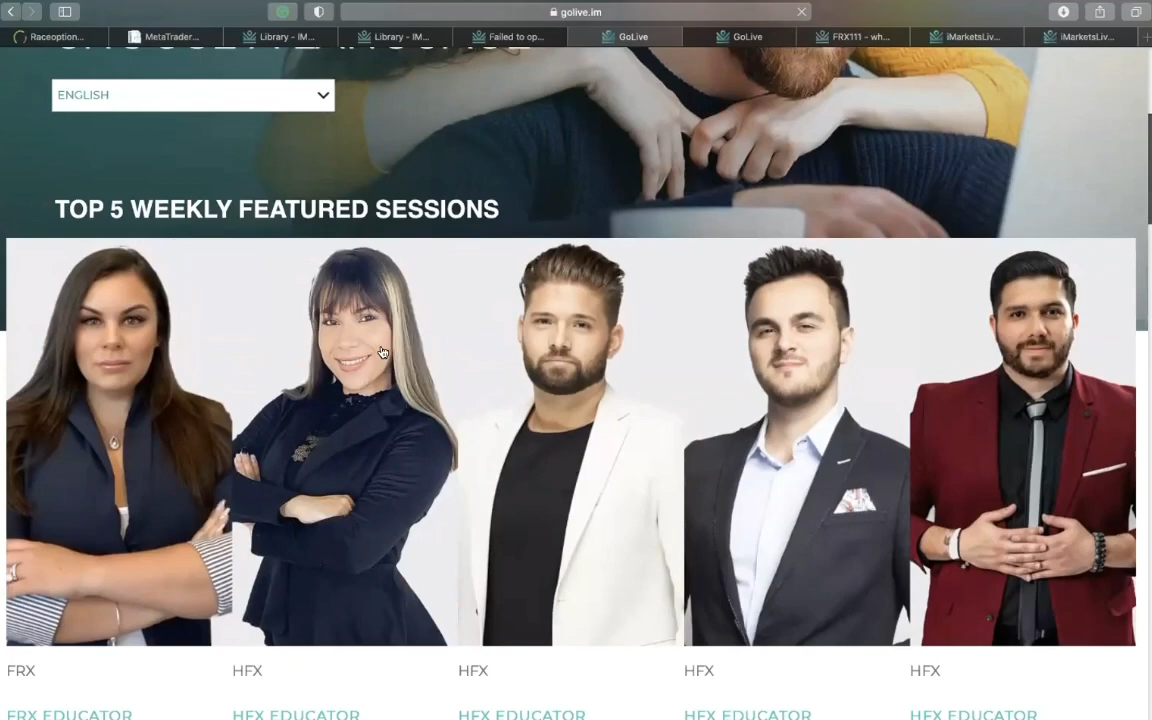 golive.im
Raceoption...
MetaTrader...
Library - IM...
Library - IM...
Failed to op...
GoLive
GoLive
FRX111 - wh...
iMarketsLiv...
iMarketsLiv...
ENGLISH
TOP 5 WEEKLY FEATURED SESSIONS
FRX
HFX
HFX
HFX
HFX
FRX EDUCATOR
HFX EDUCATOR
HFX EDUCATOR
HFX EDUCATOR
HFX EDUCATOR